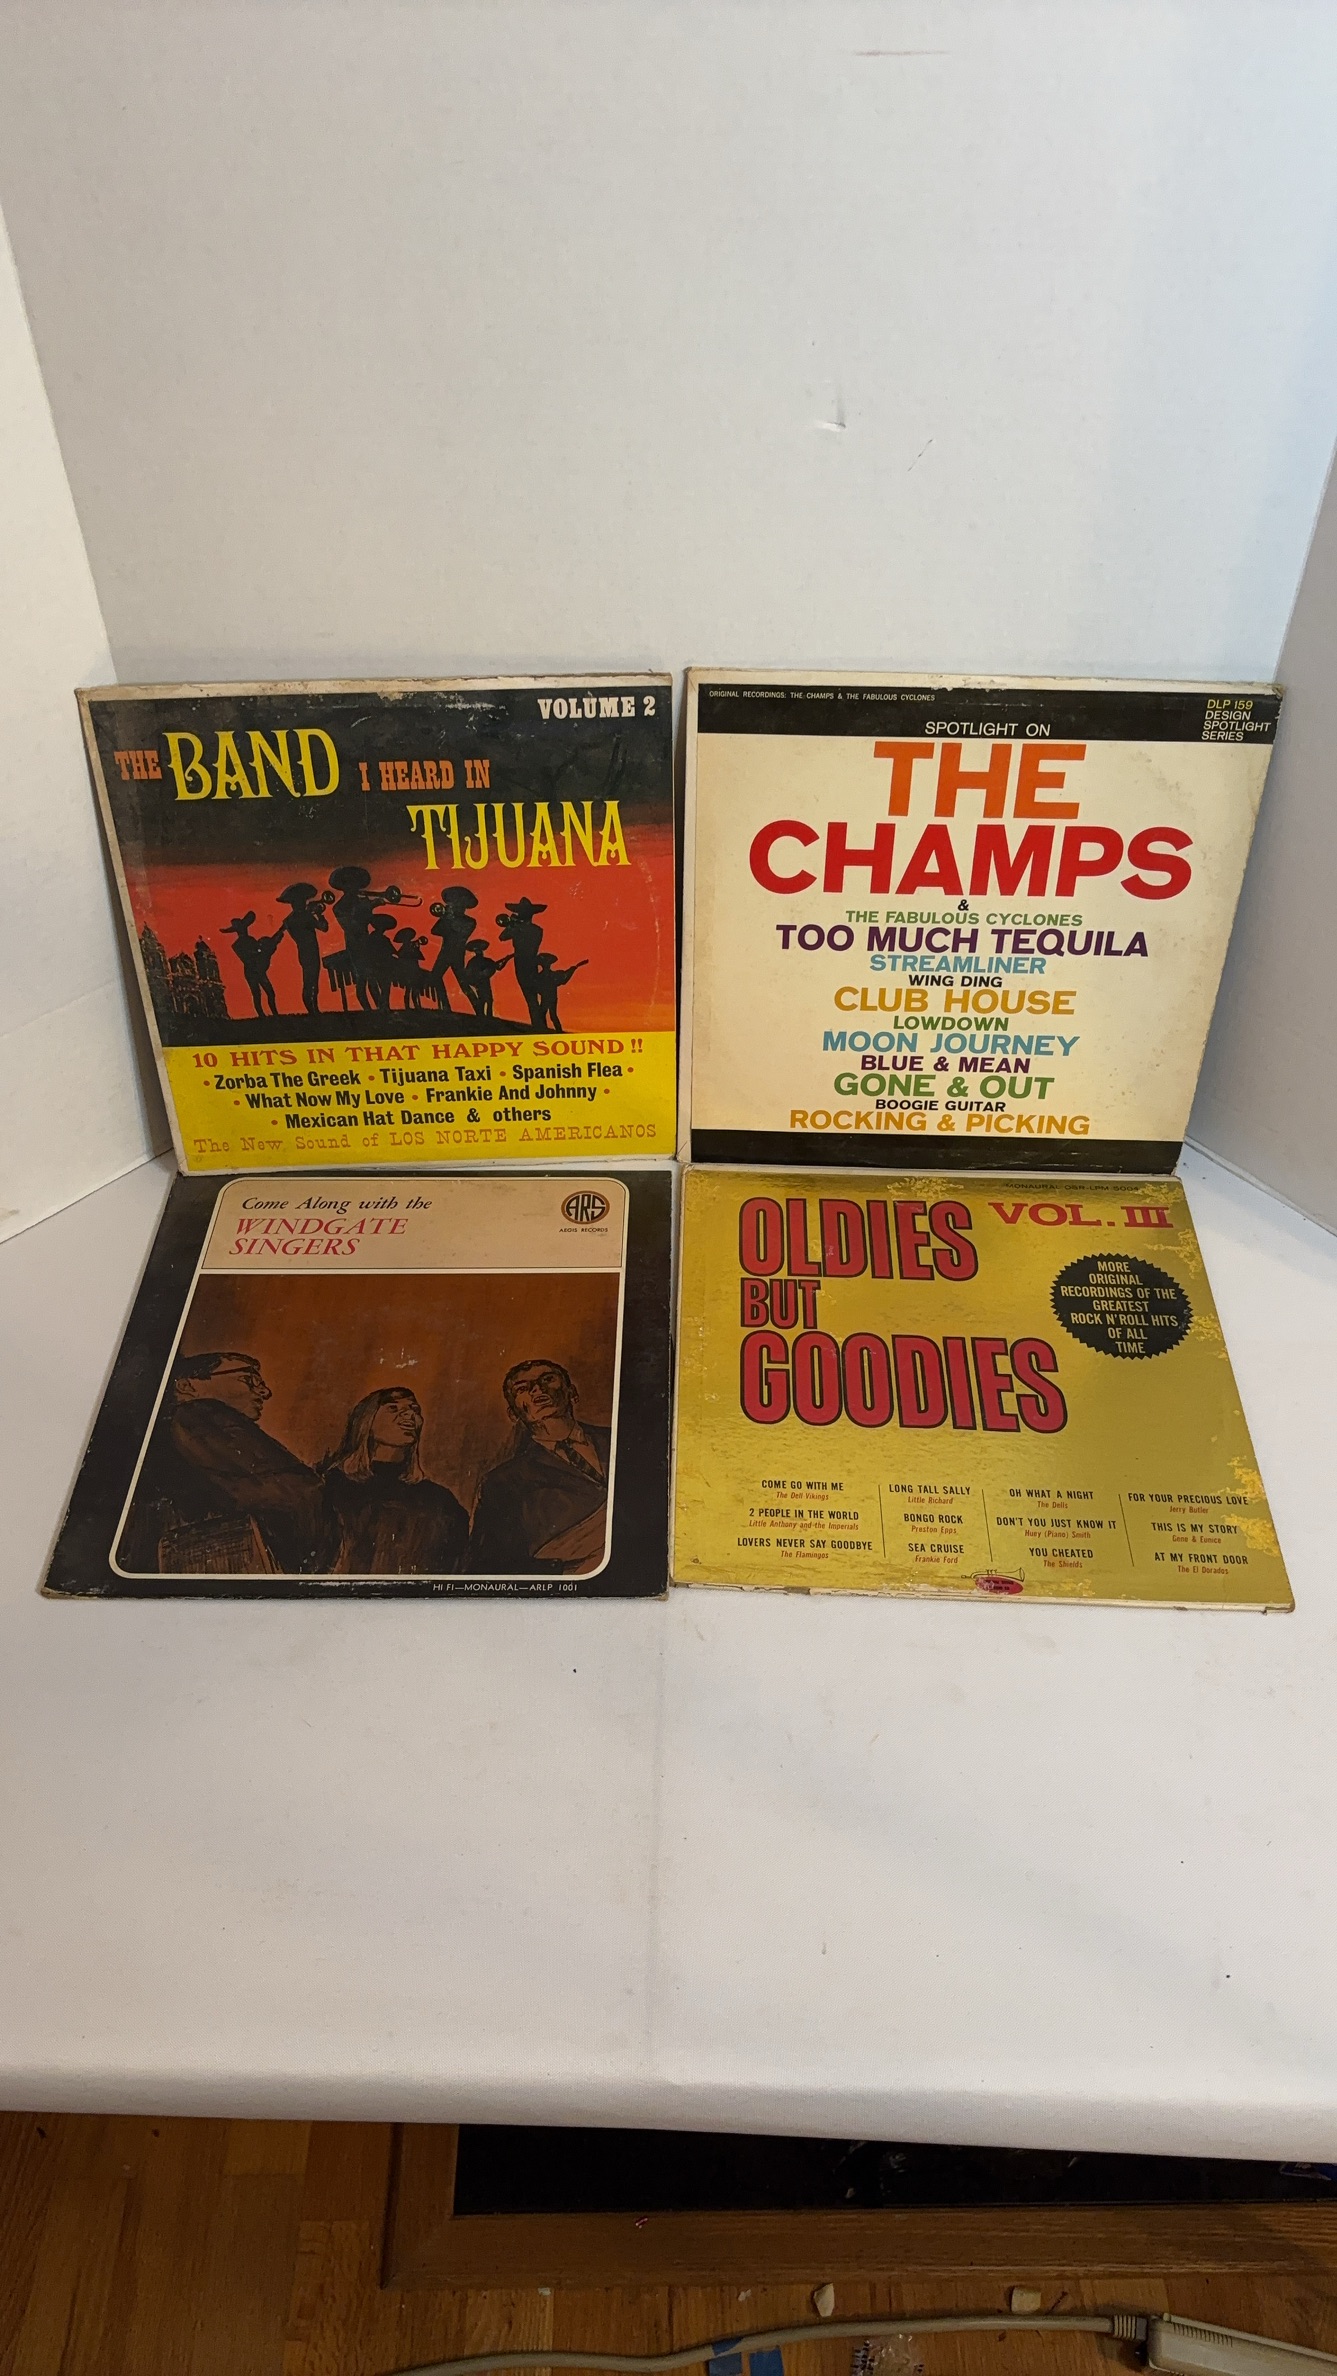 VOLUME 2
THE BAND I HEARD IN
TIJUANA
10 HITS IN THAT HAPPY SOUND !!
• Zorba The Greek • Tijuana Taxi • Spanish Flea •
• What Now My Love • Frankie And Johnny •
• Mexican Hat Dance & others
The New Sound of LOS NORTE AMERICANOS
ORIGINAL RECORDINGS: THE CHAMPS & THE FABULOUS CYCLONES
DLP 159
DESIGN
SPOTLIGHT
SERIES
SPOTLIGHT ON
THE
CHAMPS
&
THE FABULOUS CYCLONES
TOO MUCH TEQUILA
STREAMLINER
WING DING
CLUB HOUSE
LOWDOWN
MOON JOURNEY
BLUE & MEAN
GONE & OUT
BOOGIE GUITAR
ROCKING & PICKING
Come Along with the
WINDGATE
SINGERS
ARS
AEGIS RECORDS
HI FI—MONAURAL—ARLP 1001
MONAURAL OSR-LPM 5004
OLDIES VOL. III
BUT
GOODIES
MORE
ORIGINAL
RECORDINGS OF THE
GREATEST
ROCK N' ROLL HITS
OF ALL
TIME
COME GO WITH ME
The Dell Vikings
2 PEOPLE IN THE WORLD
Little Anthony and the Imperials
LOVERS NEVER SAY GOODBYE
The Flamingos
LONG TALL SALLY
Little Richard
BONGO ROCK
Preston Epps
SEA CRUISE
Frankie Ford
OH WHAT A NIGHT
The Dells
DON'T YOU JUST KNOW IT
Huey (Piano) Smith
YOU CHEATED
The Shields
FOR YOUR PRECIOUS LOVE
Jerry Butler
THIS IS MY STORY
Gene & Eunice
AT MY FRONT DOOR
The El Dorados